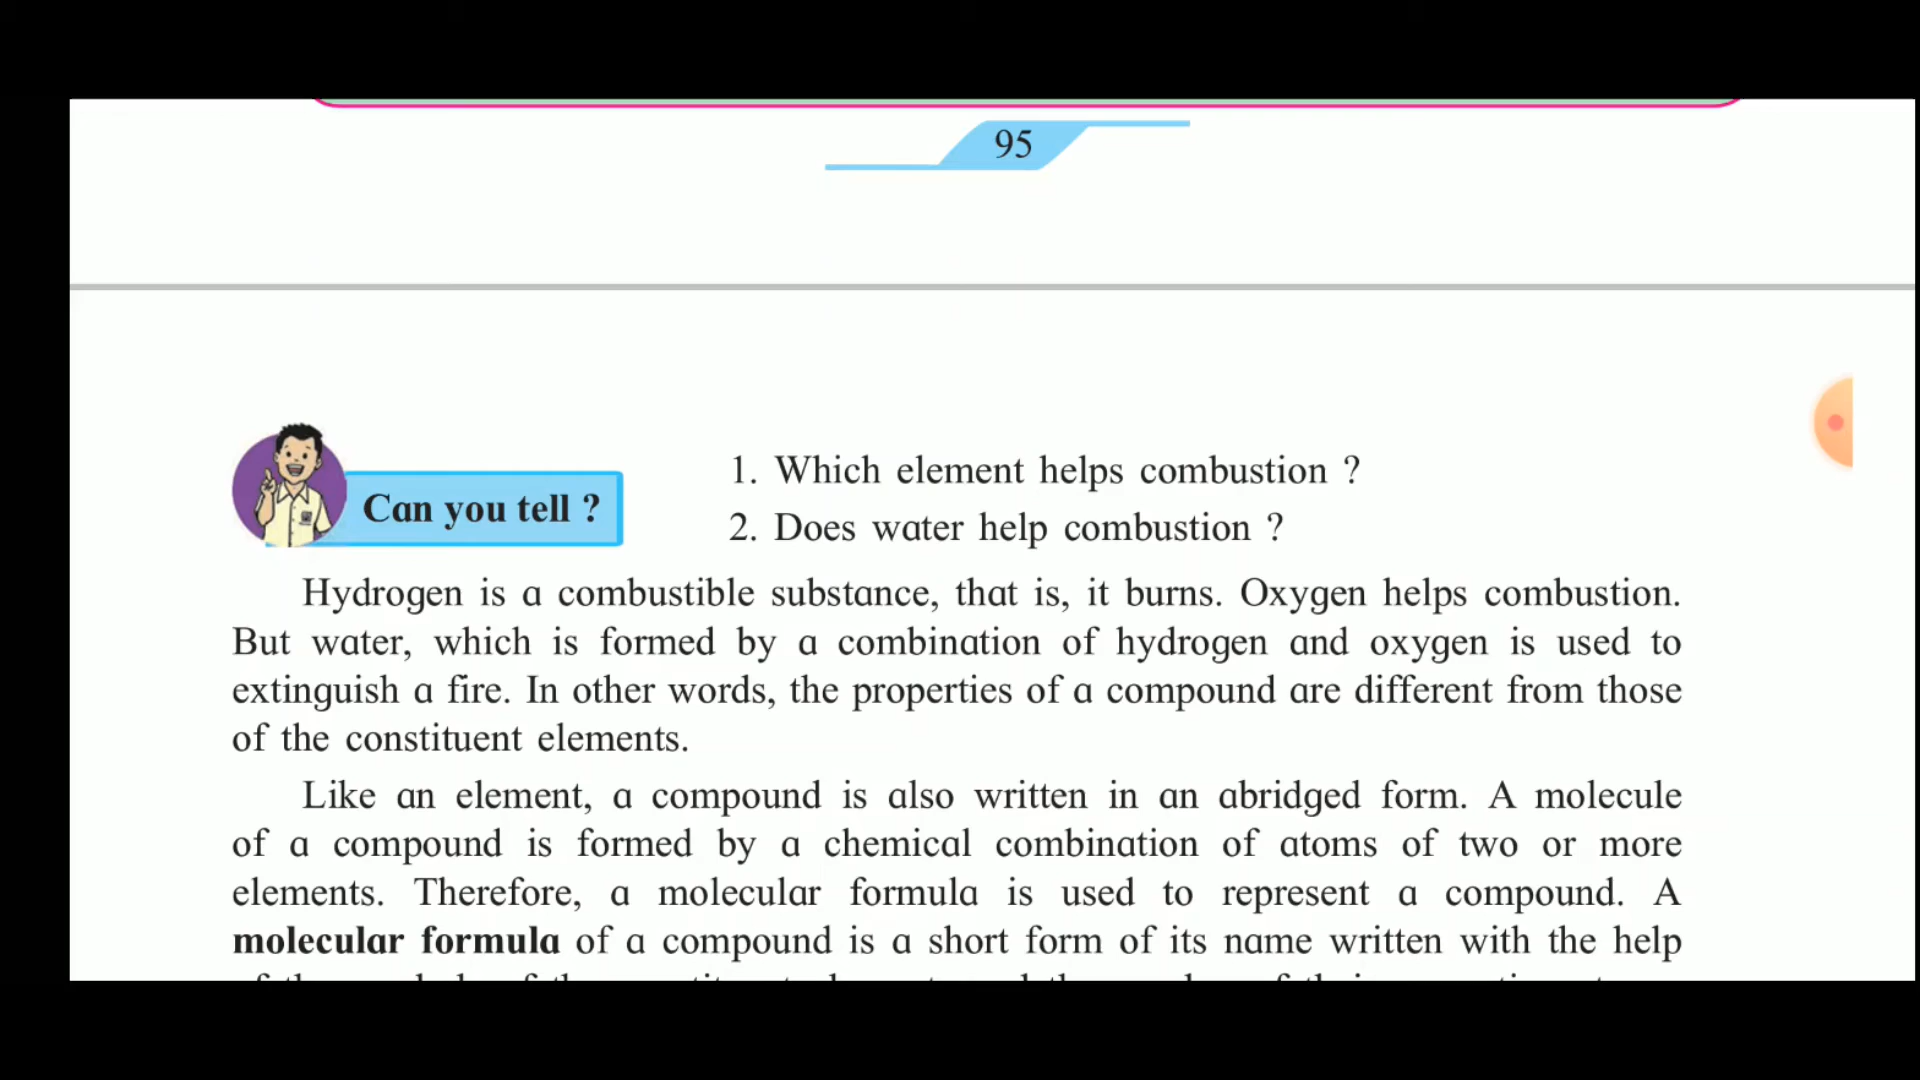 95
Can you tell ?
1. Which element helps combustion ?
2. Does water help combustion ?
Hydrogen is a combustible substance, that is, it burns. Oxygen helps combustion.
But water, which is formed by a combination of hydrogen and oxygen is used to
extinguish a fire. In other words, the properties of a compound are different from those
of the constituent elements.
Like an element, a compound is also written in an abridged form. A molecule
of a compound is formed by a chemical combination of atoms of two or more
elements. Therefore, a molecular formula is used to represent a compound. A
molecular formula of a compound is a short form of its name written with the help